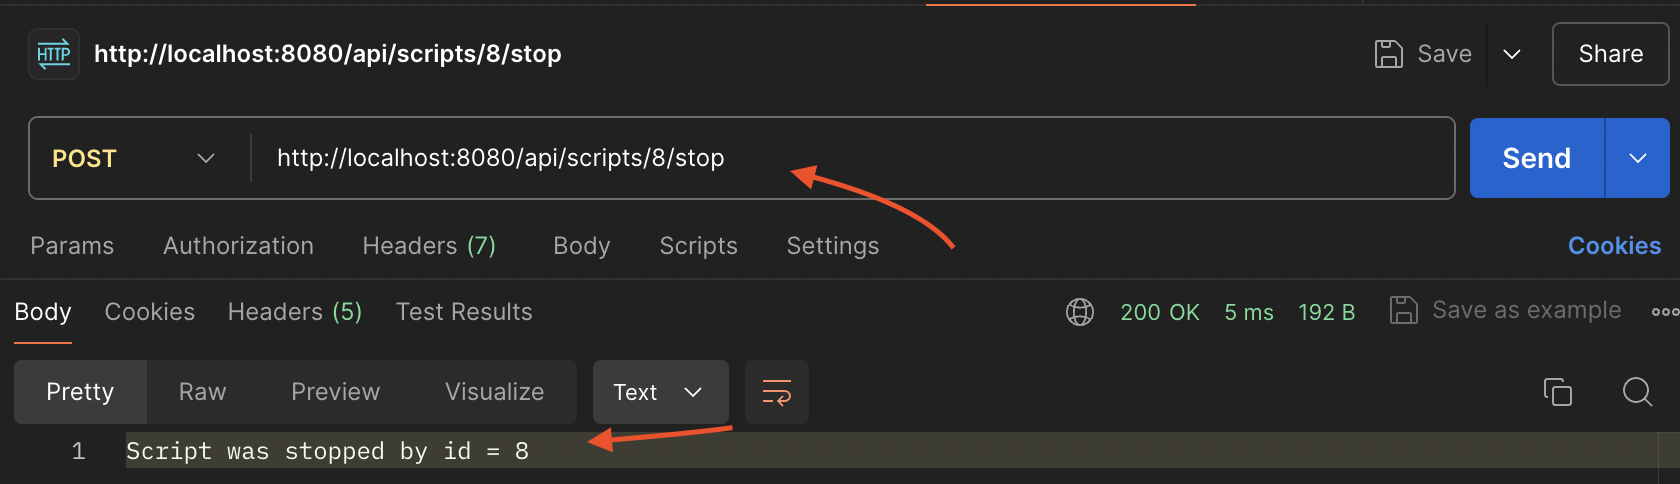 HTTP http://localhost:8080/api/scripts/8/stop Save Share
POST http://localhost:8080/api/scripts/8/stop Send
Params Authorization Headers (7) Body Scripts Settings Cookies
Body Cookies Headers (5) Test Results 200 OK 5 ms 192 B Save as example
Pretty Raw Preview Visualize Text
1 Script was stopped by id = 8